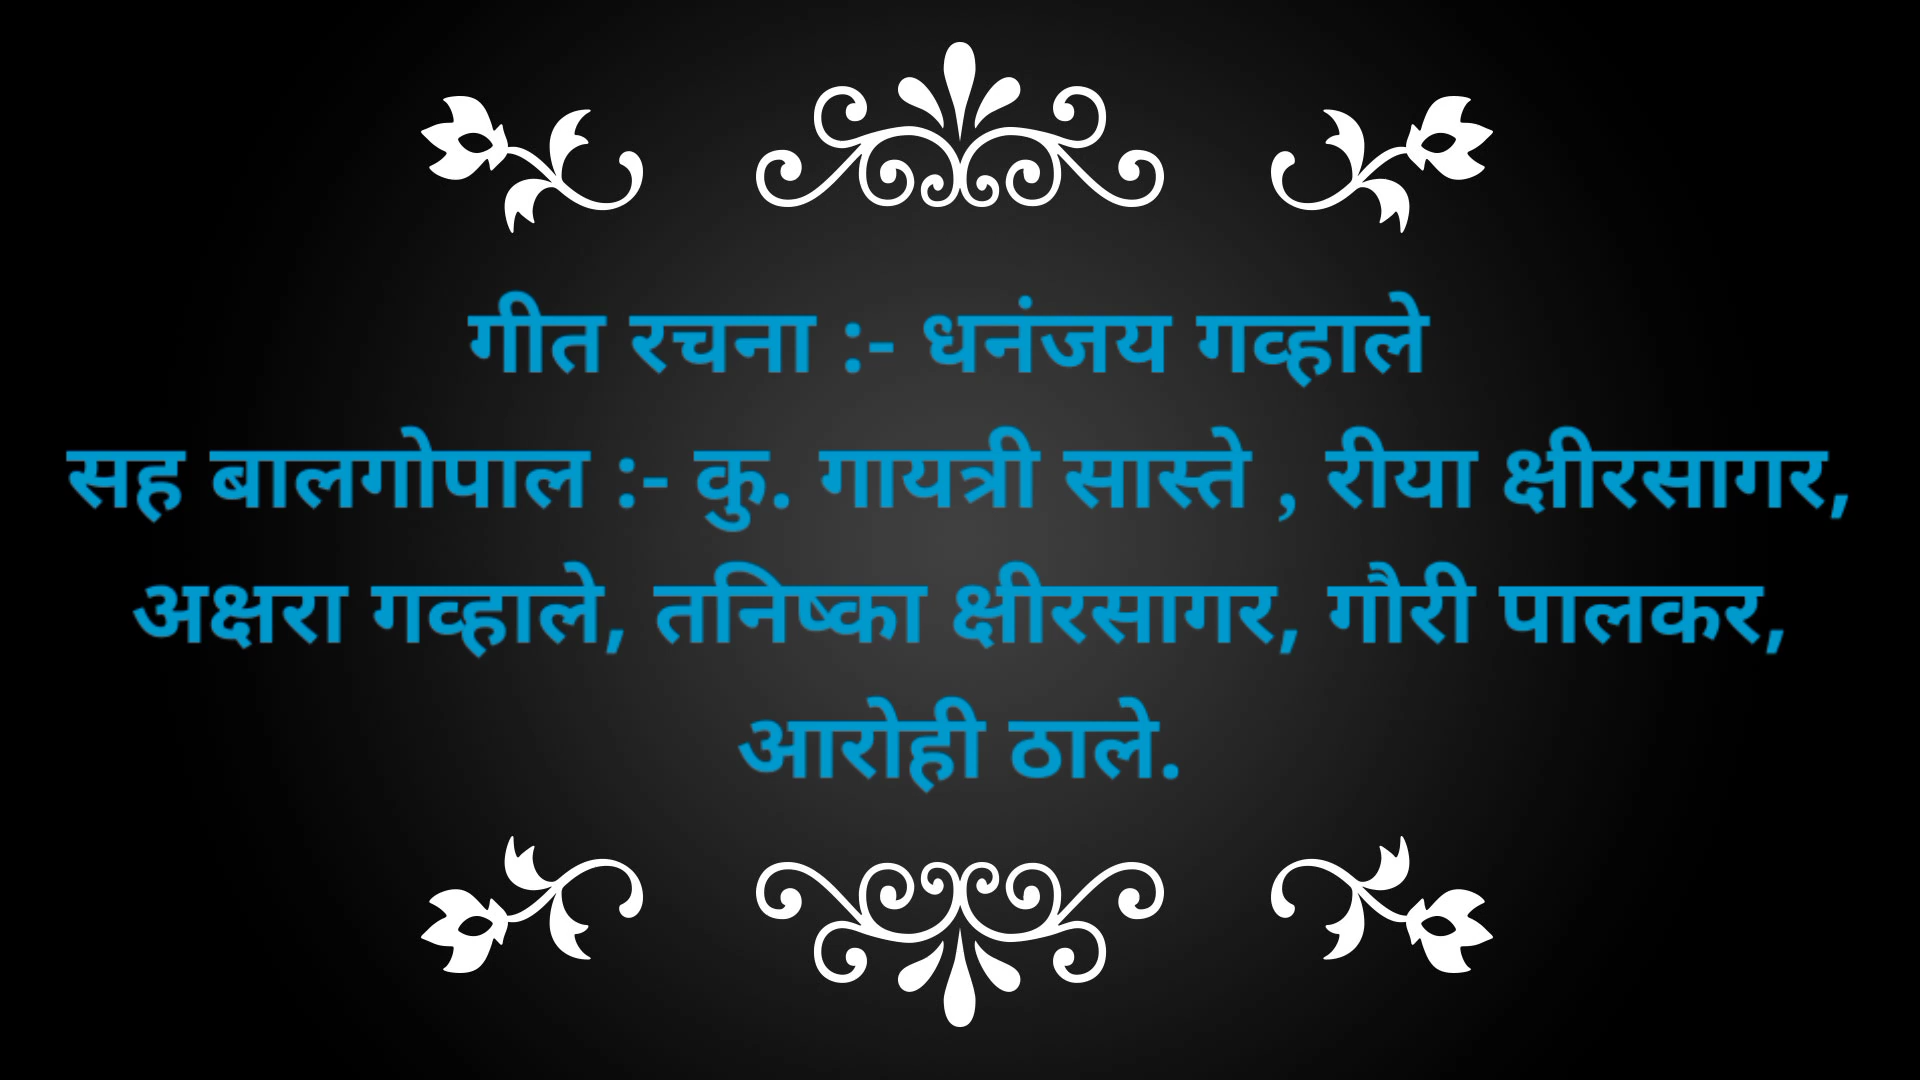 गीत रचना :- धनंजय गव्हाले
सह बालगोपाल :- कु. गायत्री सास्ते , रीया क्षीरसागर,
अक्षरा गव्हाले, तनिष्का क्षीरसागर, गौरी पालकर,
आरोही ठाले.